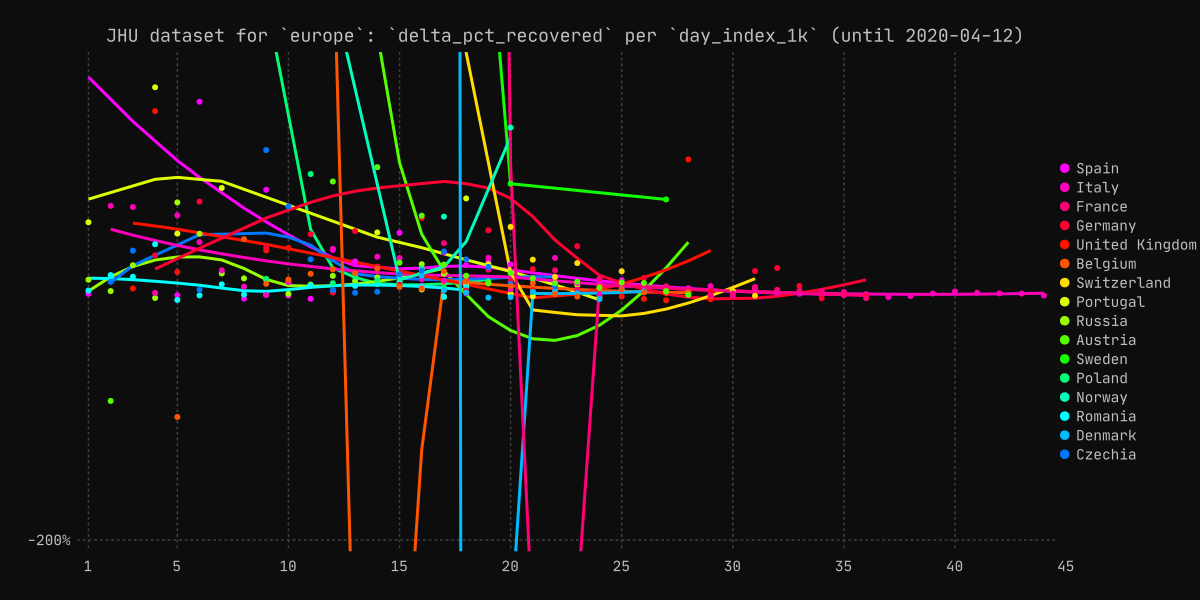 JHU dataset for `europe`: `delta_pct_recovered` per `day_index_1k` (until 2020-04-12)
Spain
Italy
France
Germany
United Kingdom
Belgium
Switzerland
Portugal
Russia
Austria
Sweden
Poland
Norway
Romania
Denmark
Czechia
-200%
1 5 10 15 20 25 30 35 40 45